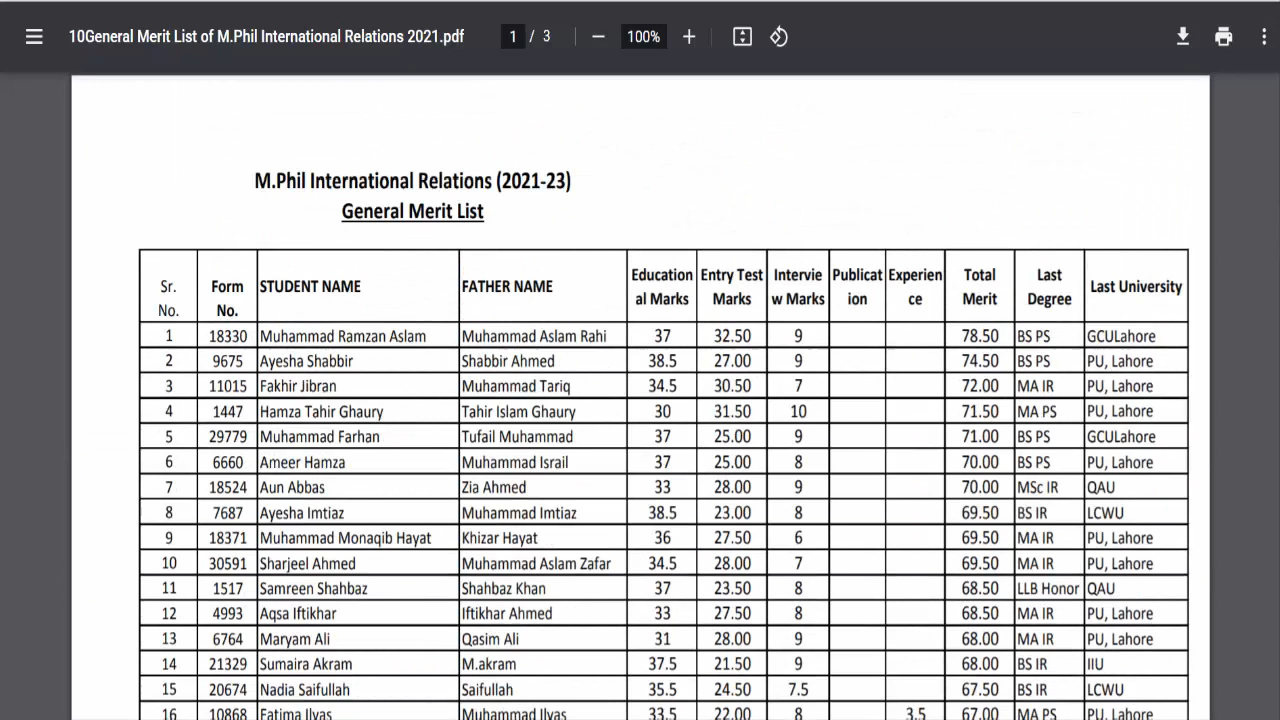 10General Merit List of M.Phil International Relations 2021.pdf 1 / 3 100%
M.Phil International Relations (2021-23)
General Merit List
Sr. No. Form No. STUDENT NAME FATHER NAME Educational Marks Entry Test Marks Interview Marks Publication Experience Total Merit Last Degree Last University
1 18330 Muhammad Ramzan Aslam Muhammad Aslam Rahi 37 32.50 9 78.50 BS PS GCULahore
2 9675 Ayesha Shabbir Shabbir Ahmed 38.5 27.00 9 74.50 BS PS PU, Lahore
3 11015 Fakhir Jibran Muhammad Tariq 34.5 30.50 7 72.00 MA IR PU, Lahore
4 1447 Hamza Tahir Ghaury Tahir Islam Ghaury 30 31.50 10 71.50 MA PS PU, Lahore
5 29779 Muhammad Farhan Tufail Muhammad 37 25.00 9 71.00 BS PS GCULahore
6 6660 Ameer Hamza Muhammad Israil 37 25.00 8 70.00 BS PS PU, Lahore
7 18524 Aun Abbas Zia Ahmed 33 28.00 9 70.00 MSc IR QAU
8 7687 Ayesha Imtiaz Muhammad Imtiaz 38.5 23.00 8 69.50 BS IR LCWU
9 18371 Muhammad Monaqib Hayat Khizar Hayat 36 27.50 6 69.50 MA IR PU, Lahore
10 30591 Sharjeel Ahmed Muhammad Aslam Zafar 34.5 28.00 7 69.50 MA IR PU, Lahore
11 1517 Samreen Shahbaz Shahbaz Khan 37 23.50 8 68.50 LLB Honor QAU
12 4993 Aqsa Iftikhar Iftikhar Ahmed 33 27.50 8 68.50 MA IR PU, Lahore
13 6764 Maryam Ali Qasim Ali 31 28.00 9 68.00 MA IR PU, Lahore
14 21329 Sumaira Akram M.akram 37.5 21.50 9 68.00 BS IR IIU
15 20674 Nadia Saifullah Saifullah 35.5 24.50 7.5 67.50 BS IR LCWU
16 10868 Fatima Ilyas Muhammad Ilyas 33.5 22.00 8 3.5 67.00 MA PS PU, Lahore